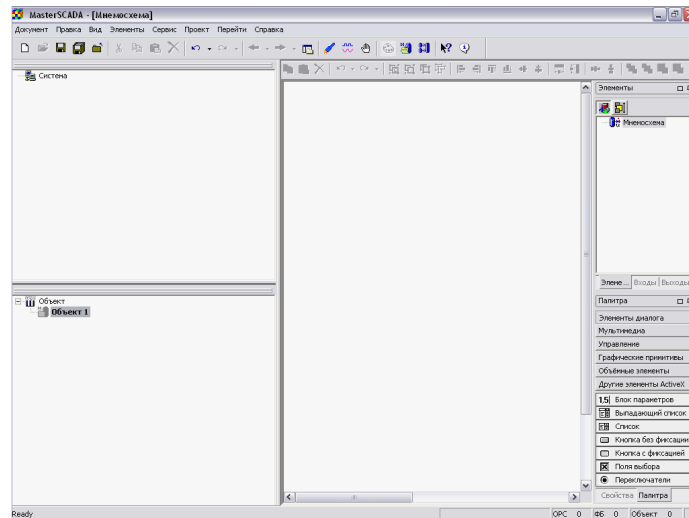 MasterSCADA - [Мнемосхема]
Документ Правка Вид Элементы Сервис Проект Перейти Справка
Система
Элементы
Мнемосхема
Элеме... Входы Выходы
Объект
Объект 1
Палитра
Элементы диалога
Мультимедиа
Управление
Графические примитивы
Объёмные элементы
Другие элементы ActiveX
1,5 Блок параметров
Выпадающий список
Список
Кнопка без фиксации
Кнопка с фиксацией
Поля выбора
Переключатели
Свойства Палитра
Ready OPC 0 ФБ 0 Объект 0